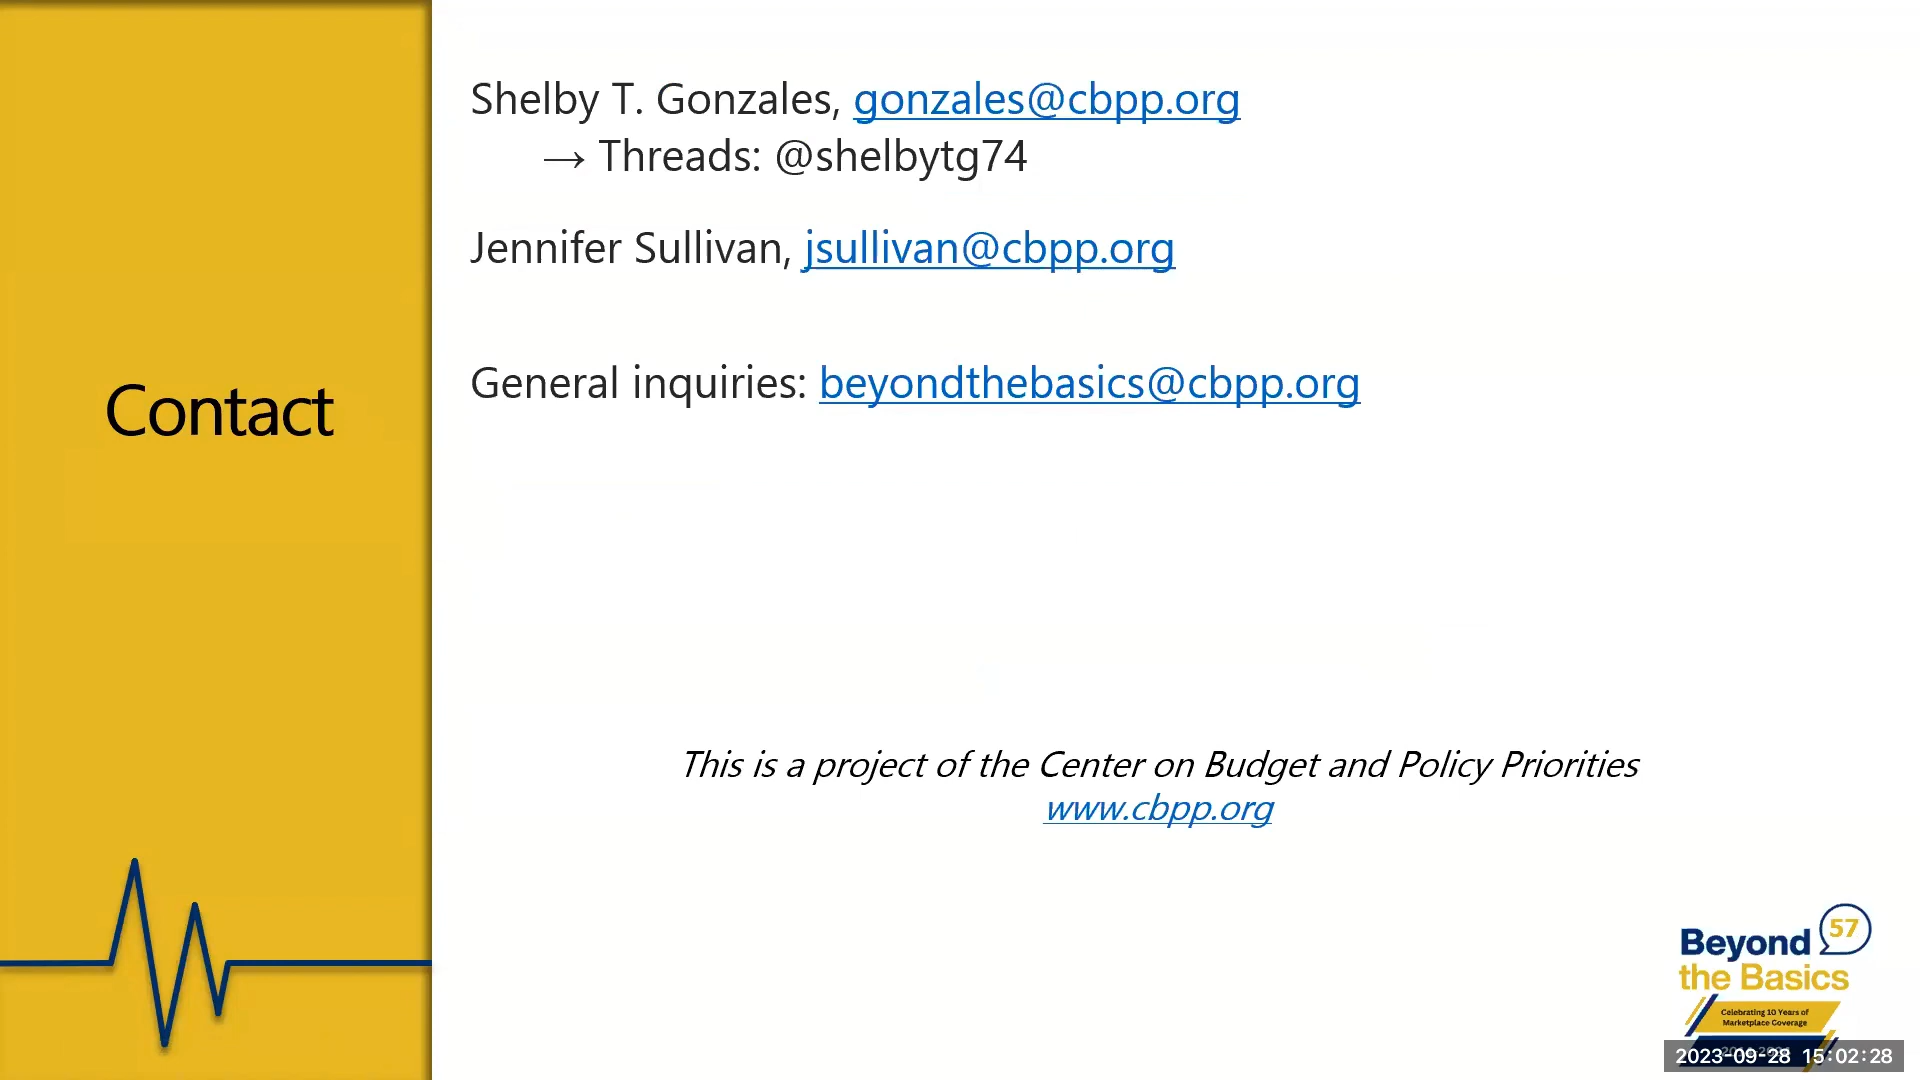 Contact
Shelby T. Gonzales, gonzales@cbpp.org
→ Threads: @shelbytg74
Jennifer Sullivan, jsullivan@cbpp.org
General inquiries: beyondthebasics@cbpp.org
This is a project of the Center on Budget and Policy Priorities
www.cbpp.org
57
Beyond
the Basics
Celebrating 10 Years of
Marketplace Coverage
2023-09-28 15:02:28